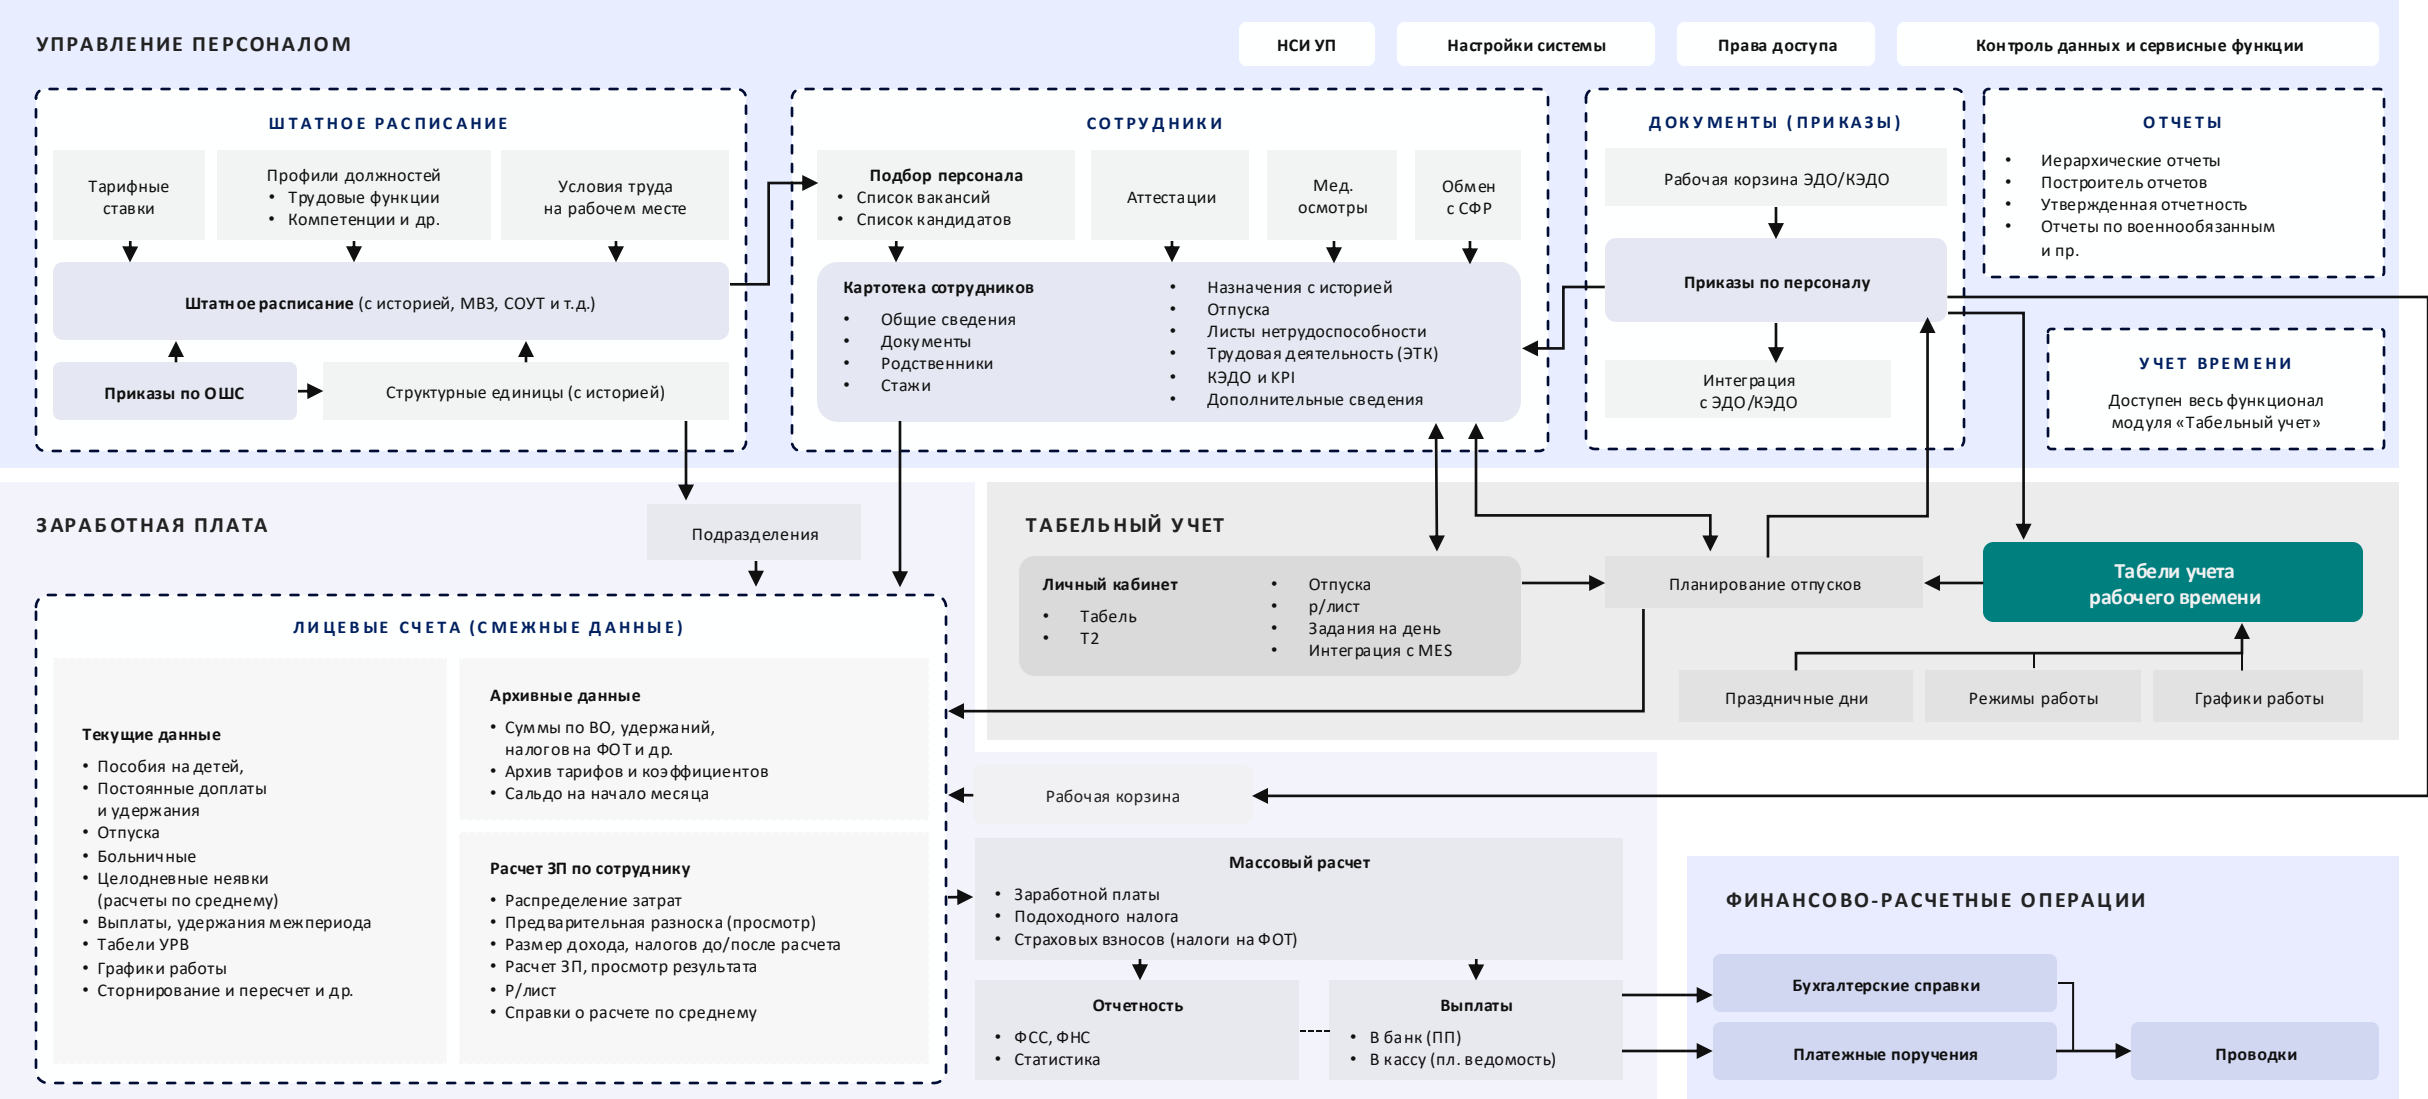 УПРАВЛЕНИЕ ПЕРСОНАЛОМ
НСИ УП
Настройки системы
Права доступа
Контроль данных и сервисные функции
ШТАТНОЕ РАСПИСАНИЕ
Тарифные
ставки
Профили должностей
• Трудовые функции
• Компетенции и др.
Условия труда
на рабочем месте
Штатное расписание (с историей, МВЗ, СОУТ и т.д.)
Приказы по ОШС
Структурные единицы (с историей)
СОТРУДНИКИ
Подбор персонала
• Список вакансий
• Список кандидатов
Аттестации
Мед.
осмотры
Обмен
с СФР
Картотека сотрудников
• Общие сведения
• Документы
• Родственники
• Стажи
• Назначения с историей
• Отпуска
• Листы нетрудоспособности
• Трудовая деятельность (ЭТК)
• КЭДО и KPI
• Дополнительные сведения
ДОКУМЕНТЫ (ПРИКАЗЫ)
Рабочая корзина ЭДО/КЭДО
Приказы по персоналу
Интеграция
с ЭДО/КЭДО
ОТЧЕТЫ
• Иерархические отчеты
• Построитель отчетов
• Утвержденная отчетность
• Отчеты по военнообязанным
и пр.
УЧЕТ ВРЕМЕНИ
Доступен весь функционал
модуля «Табельный учет»
ЗАРАБОТНАЯ ПЛАТА
Подразделения
ЛИЦЕВЫЕ СЧЕТА (СМЕЖНЫЕ ДАННЫЕ)
Текущие данные
• Пособия на детей,
• Постоянные доплаты
и удержания
• Отпуска
• Больничные
• Целодневные неявки
(расчеты по среднему)
• Выплаты, удержания межпериода
• Табели УРВ
• Графики работы
• Сторнирование и пересчет и др.
Архивные данные
• Суммы по ВО, удержаний,
налогов на ФОТ и др.
• Архив тарифов и коэффициентов
• Сальдо на начало месяца
Расчет ЗП по сотруднику
• Распределение затрат
• Предварительная разноска (просмотр)
• Размер дохода, налогов до/после расчета
• Расчет ЗП, просмотр результата
• Р/лист
• Справки о расчете по среднему
ТАБЕЛЬНЫЙ УЧЕТ
Личный кабинет
• Табель
• Т2
• Отпуска
• р/лист
• Задания на день
• Интеграция с MES
Планирование отпусков
Табели учета
рабочего времени
Праздничные дни
Режимы работы
Графики работы
Рабочая корзина
Массовый расчет
• Заработной платы
• Подоходного налога
• Страховых взносов (налоги на ФОТ)
Отчетность
• ФСС, ФНС
• Статистика
Выплаты
• В банк (ПП)
• В кассу (пл. ведомость)
ФИНАНСОВО-РАСЧЕТНЫЕ ОПЕРАЦИИ
Бухгалтерские справки
Платежные поручения
Проводки